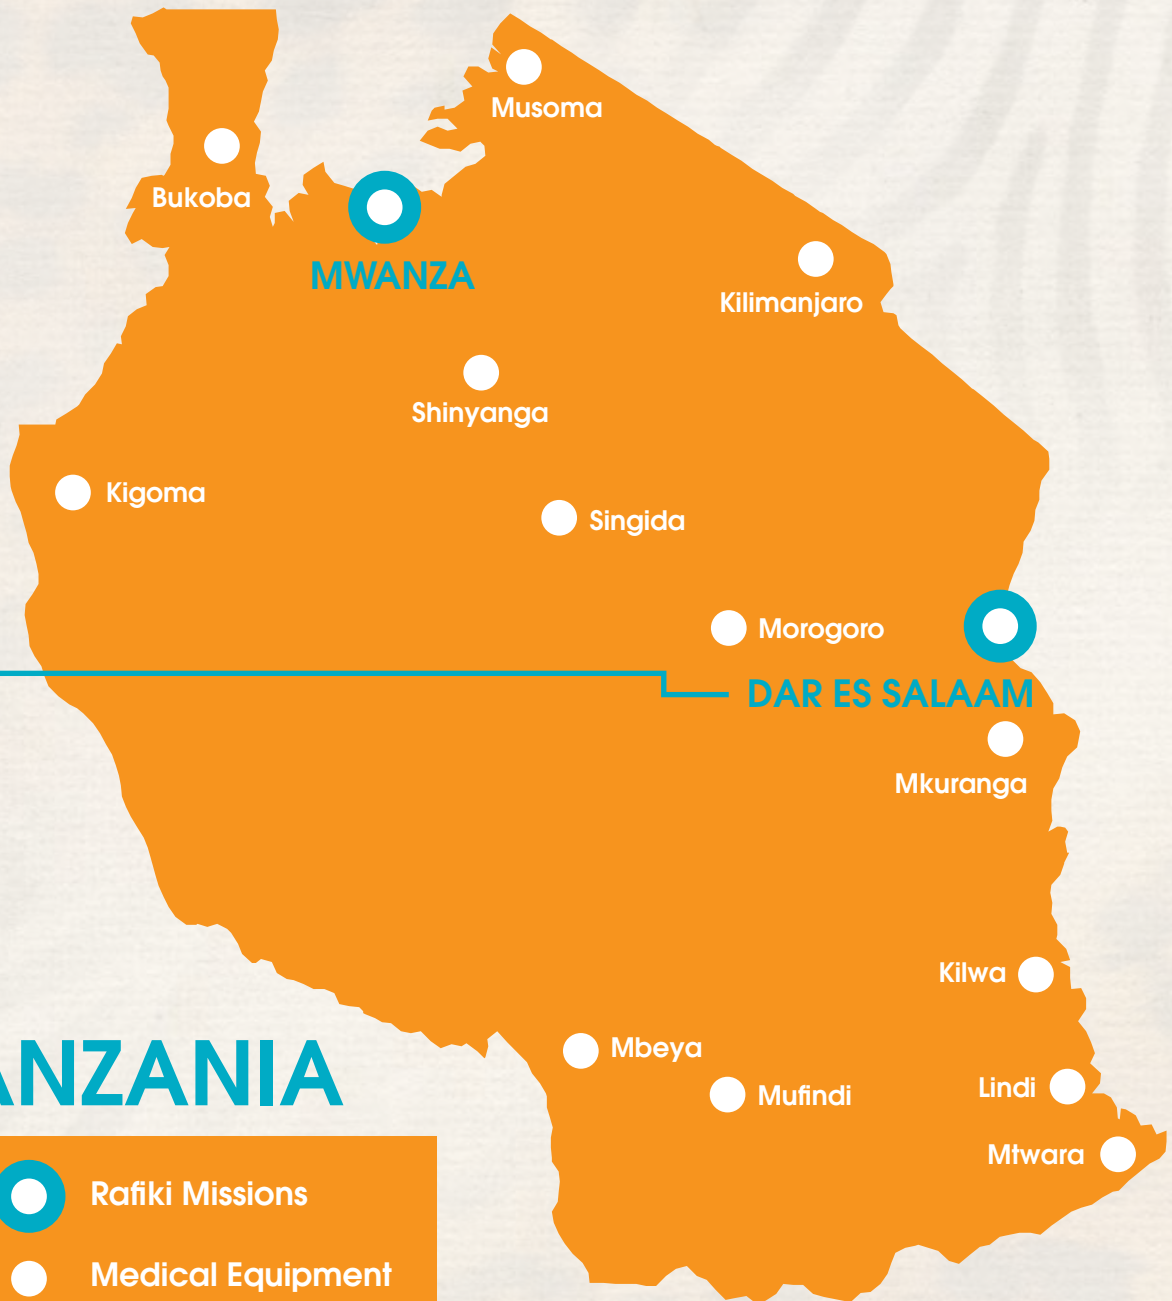 Musoma
Bukoba
MWANZA
Kilimanjaro
Shinyanga
Kigoma
Singida
Morogoro
DAR ES SALAAM
Mkuranga
Kilwa
Mbeya
Lindi
Mufindi
Mtwara
ANZANIA
Rafiki Missions
Medical Equipment